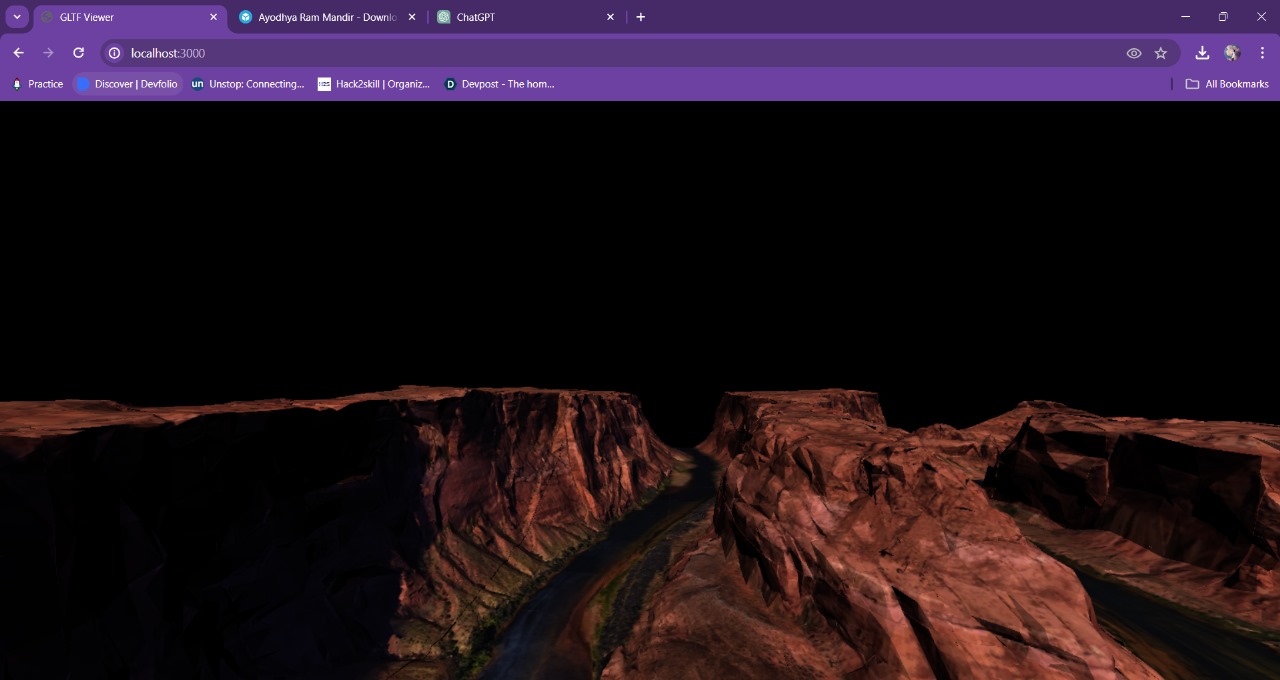 GLTF Viewer
Ayodhya Ram Mandir - Downlo
ChatGPT
localhost:3000
Practice
Discover | Devfolio
un Unstop: Connecting...
H2S Hack2skill | Organiz...
D Devpost - The hom...
All Bookmarks